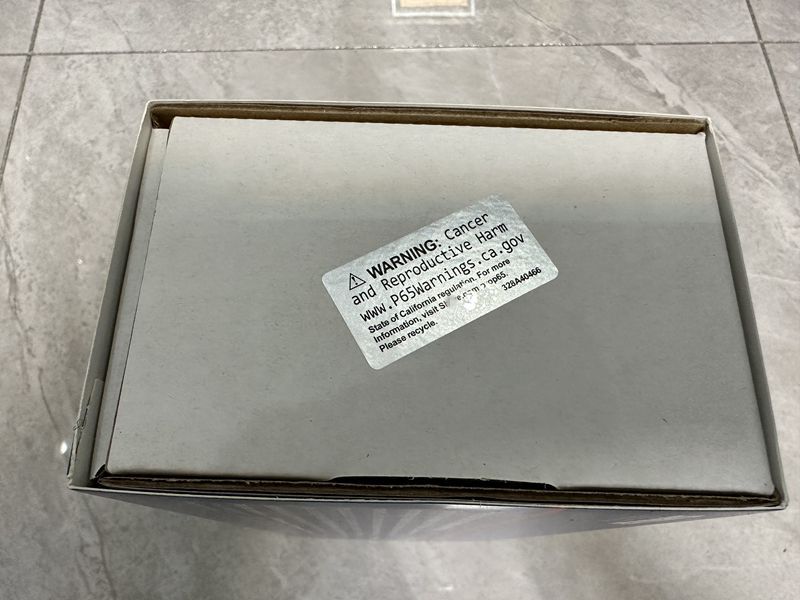 ⚠ WARNING: Cancer
and Reproductive Harm
www.P65Warnings.ca.gov
State of California regulation. For more
Information, visit
Please recycle. 328A40466